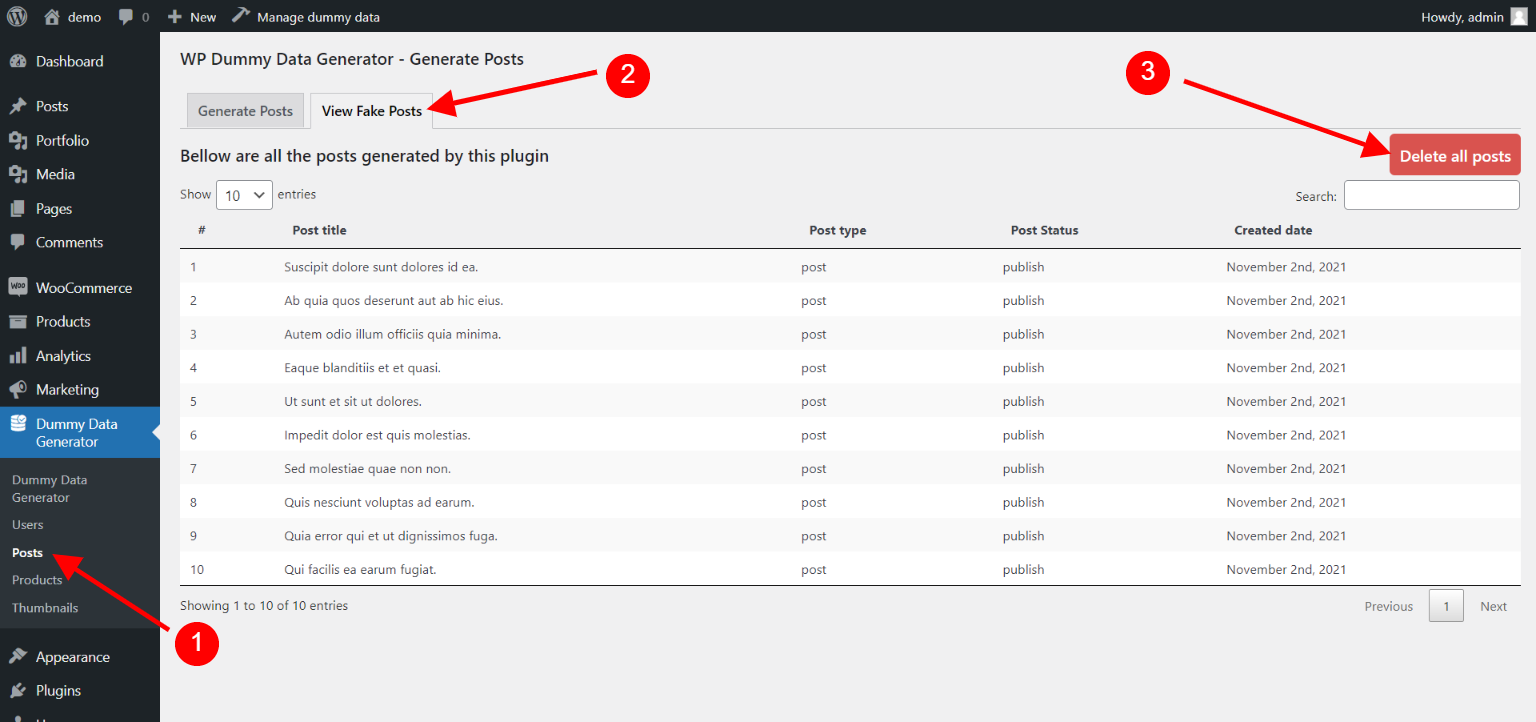 demo
0
New
Manage dummy data
Howdy, admin
Dashboard
Posts
Portfolio
Media
Pages
Comments
WOO
WooCommerce
Products
Analytics
Marketing
Dummy Data
Generator
Dummy Data
Generator
Users
Posts
Products
Thumbnails
Appearance
Plugins
1
WP Dummy Data Generator - Generate Posts
2
3
Generate Posts
View Fake Posts
Bellow are all the posts generated by this plugin
Delete all posts
Show 10 entries
Search:
# Post title Post type Post Status Created date
1 Suscipit dolore sunt dolores id ea. post publish November 2nd, 2021
2 Ab quia quos deserunt aut ab hic eius. post publish November 2nd, 2021
3 Autem odio illum officiis quia minima. post publish November 2nd, 2021
4 Eaque blanditiis et et quasi. post publish November 2nd, 2021
5 Ut sunt et sit ut dolores. post publish November 2nd, 2021
6 Impedit dolor est quis molestias. post publish November 2nd, 2021
7 Sed molestiae quae non non. post publish November 2nd, 2021
8 Quis nesciunt voluptas ad earum. post publish November 2nd, 2021
9 Quia error qui et ut dignissimos fuga. post publish November 2nd, 2021
10 Qui facilis ea earum fugiat. post publish November 2nd, 2021
Showing 1 to 10 of 10 entries
Previous 1 Next